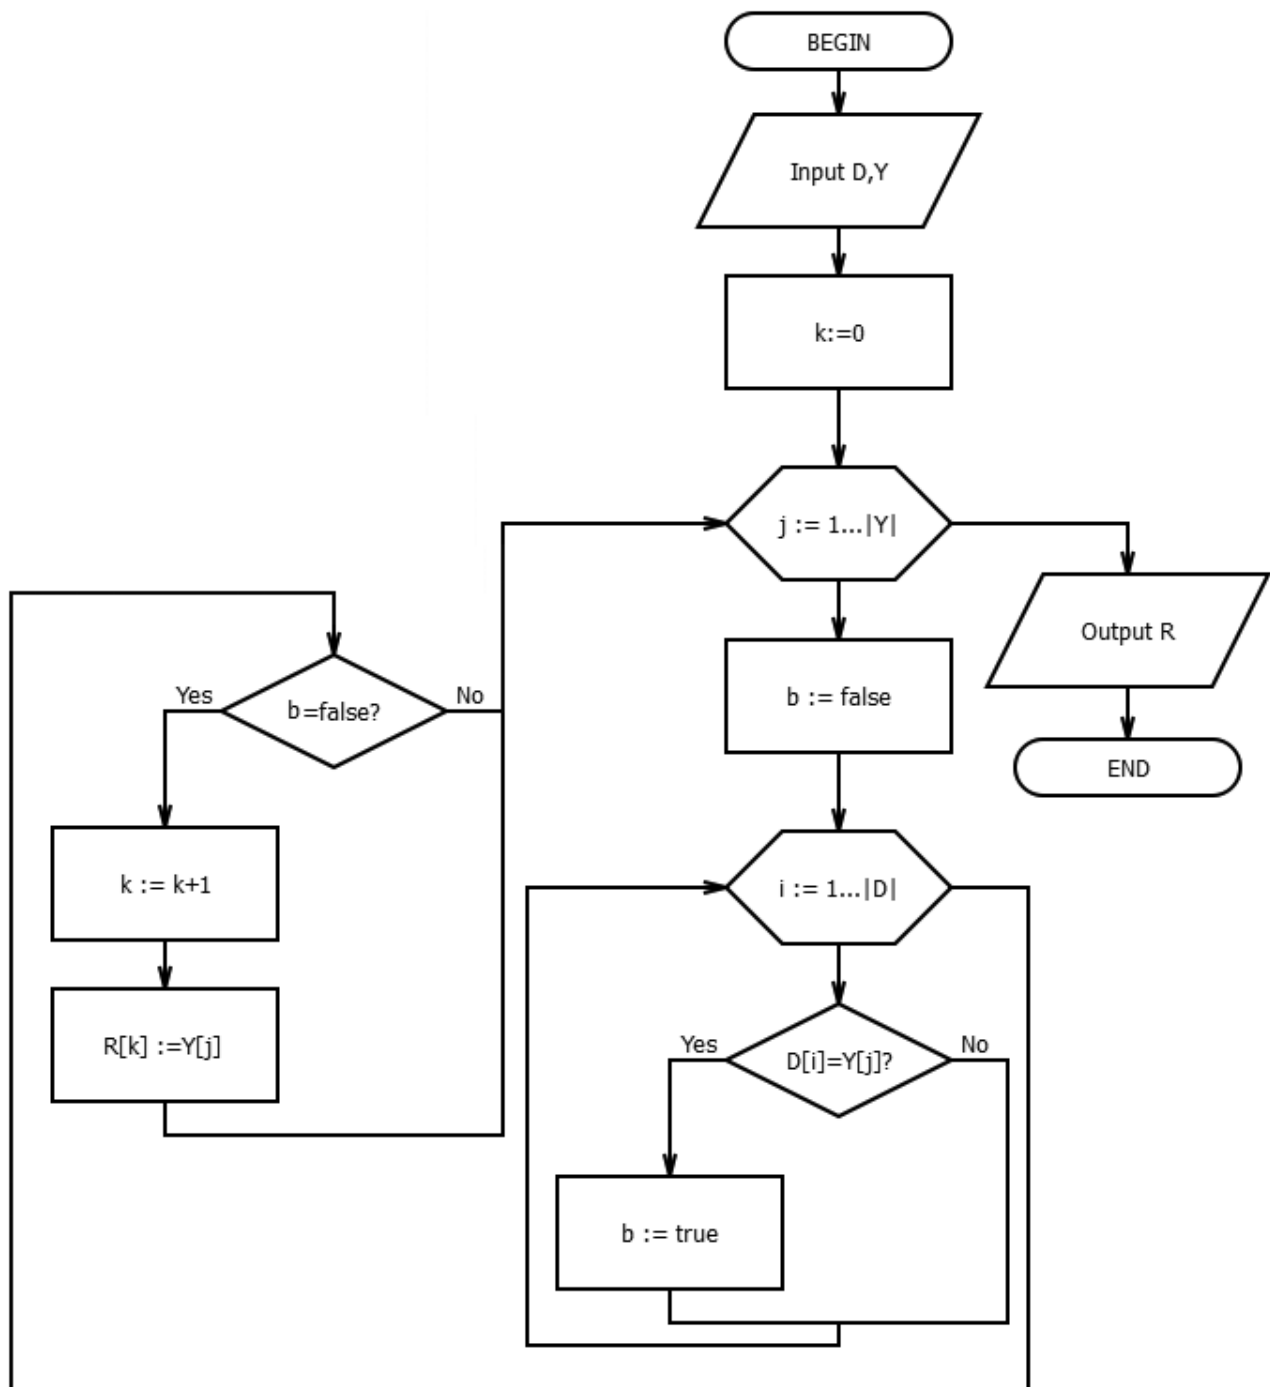 BEGIN
Input D,Y
k:=0
j := 1...|Y|
Output R
END
b := false
i := 1...|D|
D[i]=Y[j]?
Yes
No
b := true
b=false?
Yes
No
k := k+1
R[k] :=Y[j]